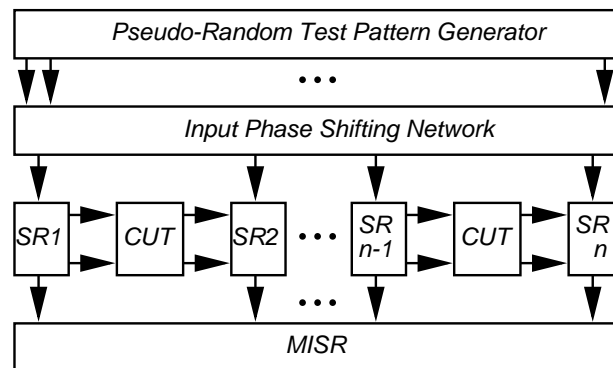 Pseudo-Random Test Pattern Generator
Input Phase Shifting Network
SR1
CUT
SR2
SR
n-1
CUT
SR
n
MISR